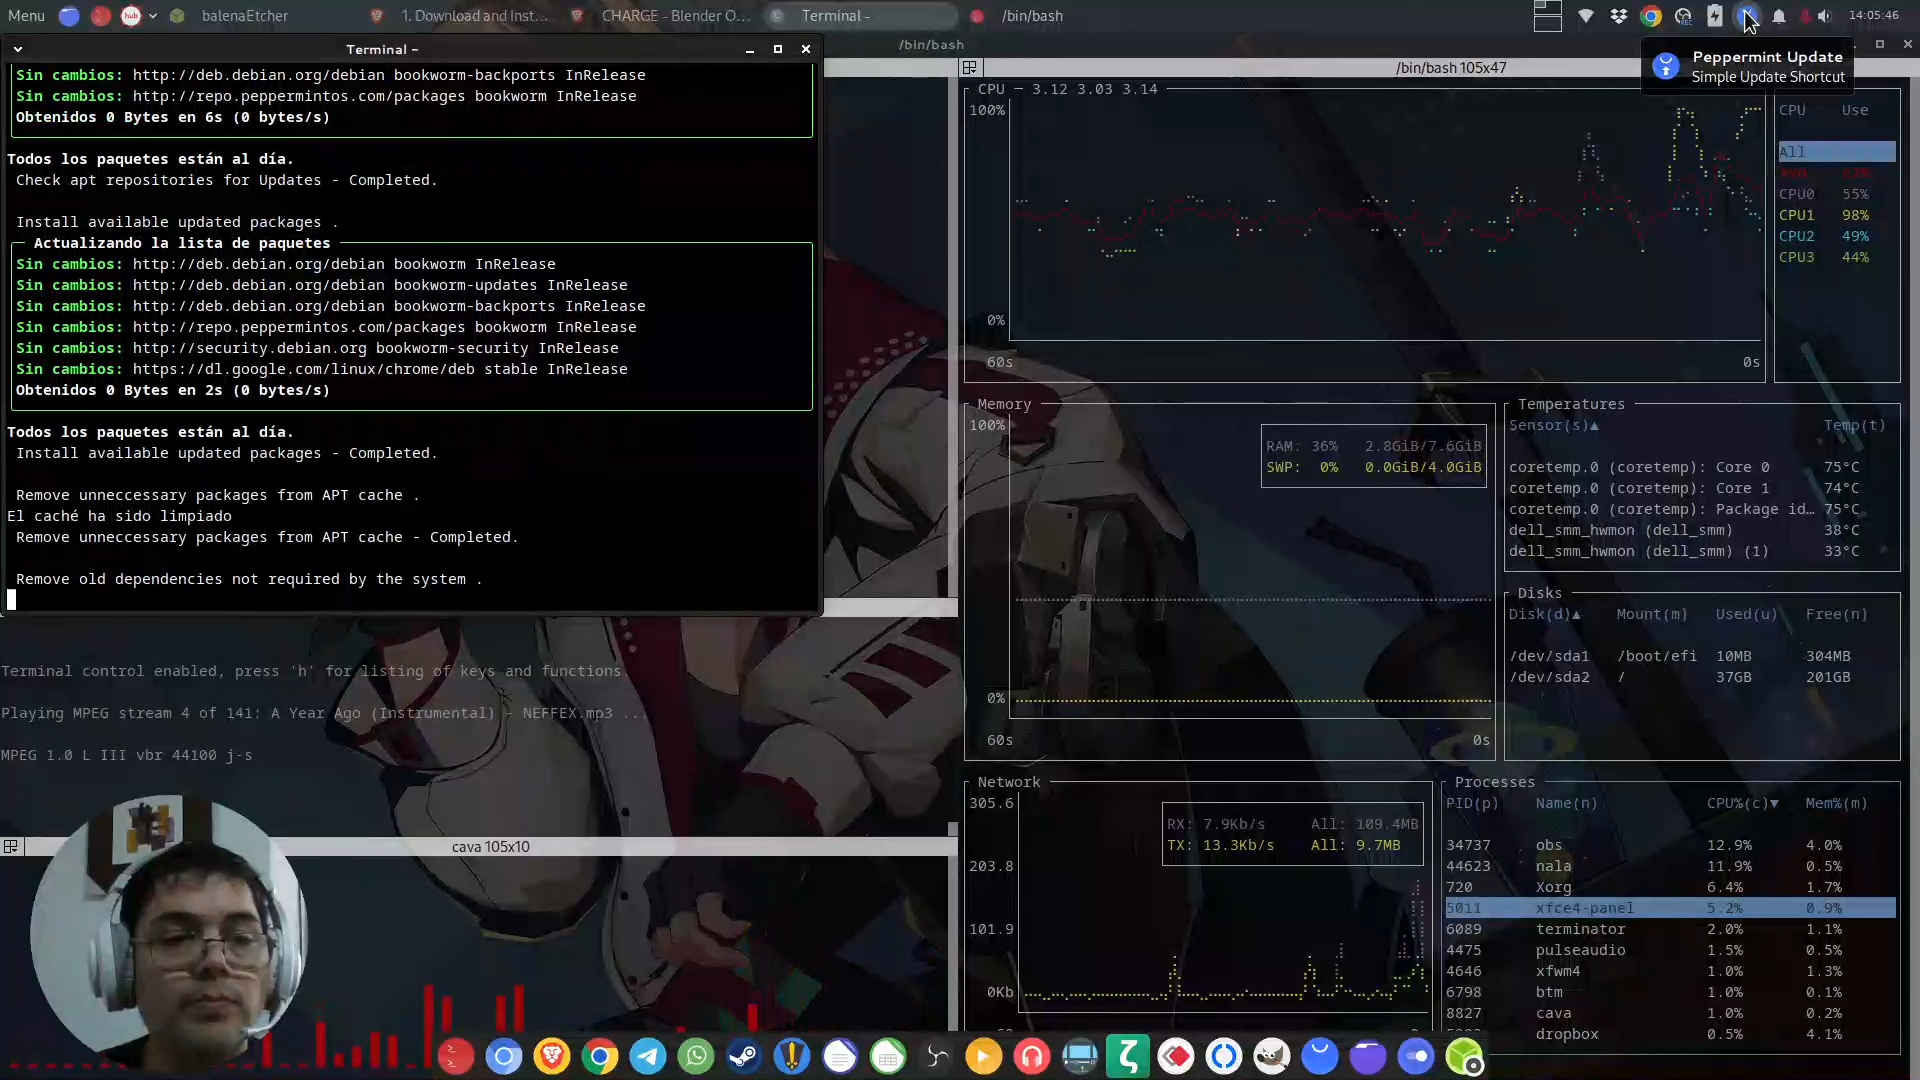 Menu
balenaEtcher
1. Download and Inst...
CHARGE - Blender O...
Terminal -
/bin/bash
14:05:46
Terminal -
/bin/bash
Peppermint Update
Simple Update Shortcut
Sin cambios: http://deb.debian.org/debian bookworm-backports InRelease
Sin cambios: http://repo.peppermintos.com/packages bookworm InRelease
Obtenidos 0 Bytes en 6s (0 bytes/s)
Todos los paquetes están al día.
Check apt repositories for Updates - Completed.
Install available updated packages .
Actualizando la lista de paquetes
Sin cambios: http://deb.debian.org/debian bookworm InRelease
Sin cambios: http://deb.debian.org/debian bookworm-updates InRelease
Sin cambios: http://deb.debian.org/debian bookworm-backports InRelease
Sin cambios: http://repo.peppermintos.com/packages bookworm InRelease
Sin cambios: http://security.debian.org bookworm-security InRelease
Sin cambios: https://dl.google.com/linux/chrome/deb stable InRelease
Obtenidos 0 Bytes en 2s (0 bytes/s)
Todos los paquetes están al día.
Install available updated packages - Completed.
Remove unneccessary packages from APT cache .
El caché ha sido limpiado
Remove unneccessary packages from APT cache - Completed.
Remove old dependencies not required by the system .
Terminal control enabled, press 'h' for listing of keys and functions.
Playing MPEG stream 4 of 141: A Year Ago (Instrumental) - NEFFEX.mp3 ...
MPEG 1.0 L III vbr 44100 j-s
cava 105x10
/bin/bash 105x47
CPU 3.12 3.03 3.14
100%
0%
60s 0s
CPU Use
All
AVG
CPU0 55%
CPU1 98%
CPU2 49%
CPU3 44%
Memory
100%
RAM: 36% 2.8GiB/7.6GiB
SWP: 0% 0.0GiB/4.0GiB
0%
60s 0s
Temperatures
Sensor(s)▲ Temp(t)
coretemp.0 (coretemp): Core 0 75°C
coretemp.0 (coretemp): Core 1 74°C
coretemp.0 (coretemp): Package id… 75°C
dell_smm_hwmon (dell_smm) 38°C
dell_smm_hwmon (dell_smm) (1) 33°C
Disks
Disk(d)▲ Mount(m) Used(u) Free(n)
/dev/sda1 /boot/efi 10MB 304MB
/dev/sda2 / 37GB 201GB
Network
305.6
RX: 7.9Kb/s All: 109.4MB
TX: 13.3Kb/s All: 9.7MB
203.8
101.9
0Kb
Processes
PID(p) Name(n) CPU%(c)▼ Mem%(m)
34737 obs 12.9% 4.0%
44623 nala 11.9% 0.5%
720 Xorg 6.4% 1.7%
5011 xfce4-panel 5.2% 0.9%
6089 terminator 2.0% 1.1%
4475 pulseaudio 1.5% 0.5%
4646 xfwm4 1.0% 1.3%
6798 btm 1.0% 0.1%
8827 cava 1.0% 0.2%
dropbox 0.5% 4.1%